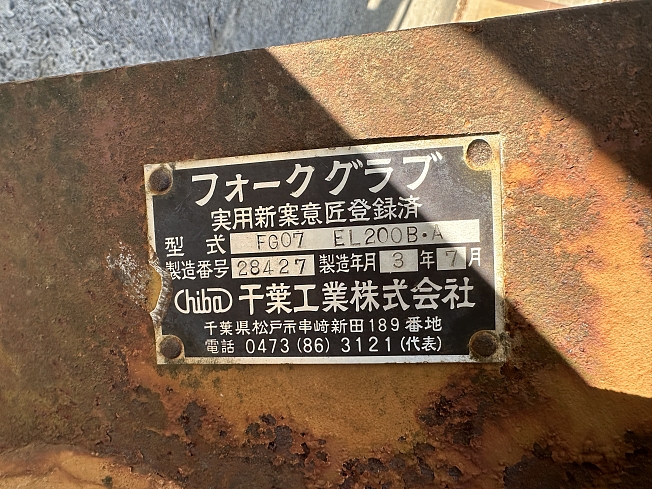 フォークグラブ
実用新案意匠登録済
型式 FG07 EL200B・A
製造番号 28427 製造年月 3年7月
Chiba 千葉工業株式会社
千葉県松戸市串崎新田189番地
電話 0473(86)3121(代表)